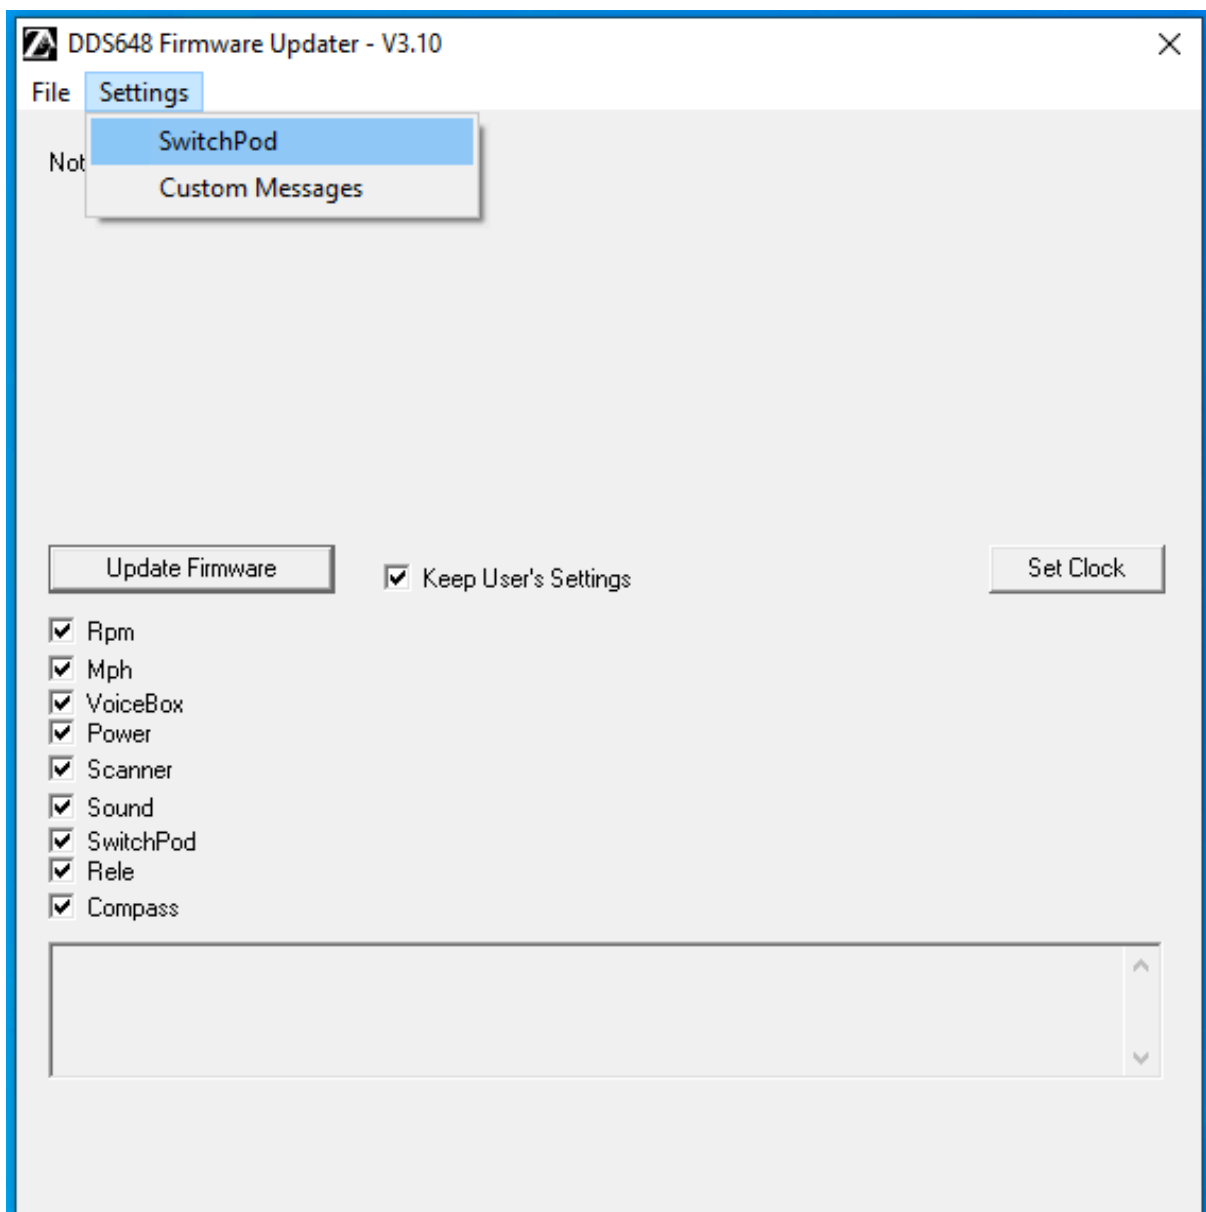 DDS648 Firmware Updater - V3.10
File Settings
SwitchPod
Not
Custom Messages
Update Firmware
Keep User's Settings
Set Clock
Rpm
Mph
VoiceBox
Power
Scanner
Sound
SwitchPod
Rele
Compass